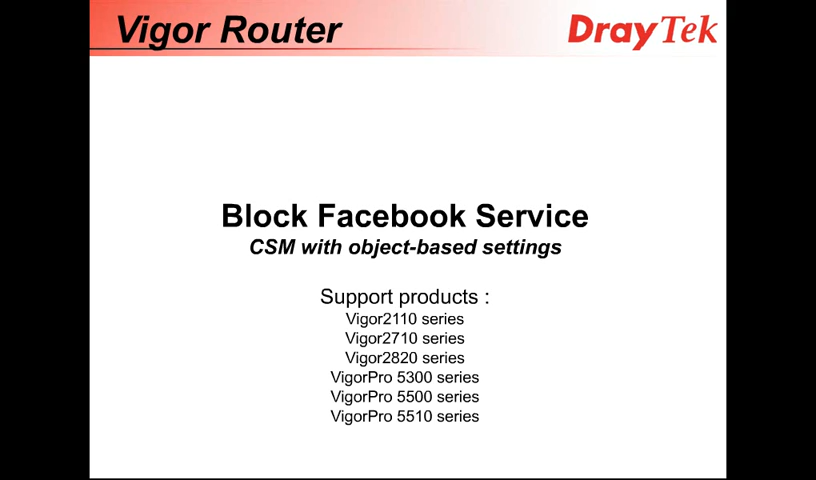 Vigor Router
DrayTek
Block Facebook Service
CSM with object-based settings
Support products :
Vigor2110 series
Vigor2710 series
Vigor2820 series
VigorPro 5300 series
VigorPro 5500 series
VigorPro 5510 series